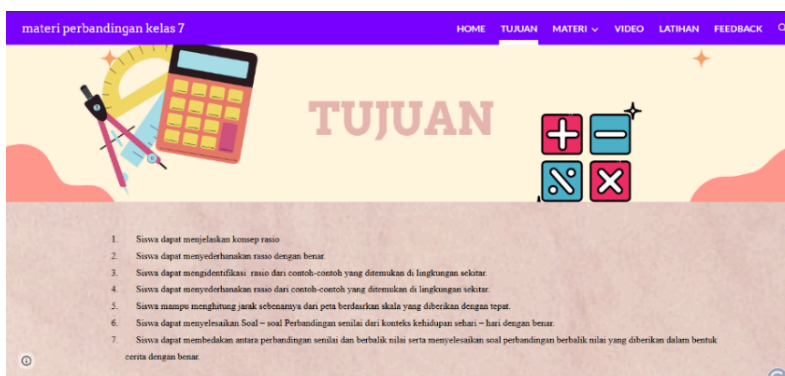 materi perbandingan kelas 7
HOME TUJUAN MATERI VIDEO LATIHAN FEEDBACK
TUJUAN
1. Siswa dapat menjelaskan konsep rasio
2. Siswa dapat menyederhanakan rasio dengan benar.
3. Siswa dapat mengidentifikasi rasio dari contoh-contoh yang ditemukan di lingkungan sekitar.
4. Siswa dapat menyederhanakan rasio dari contoh-contoh yang ditemukan di lingkungan sekitar.
5. Siswa mampu menghitung jarak sebenarnya dari peta berdasrkan skala yang diberikan dengan tepat.
6. Siswa dapat menyelesaikan Soal – soal Perbandingan senilai dari konteks kehidupan sehari – hari dengan benar.
7. Siswa dapat membedakan antara perbandingan senilai dan berbalik nilai serta menyelesaikan soal perbandingan berbalik nilai yang diberikan dalam bentuk
cerita dengan benar.